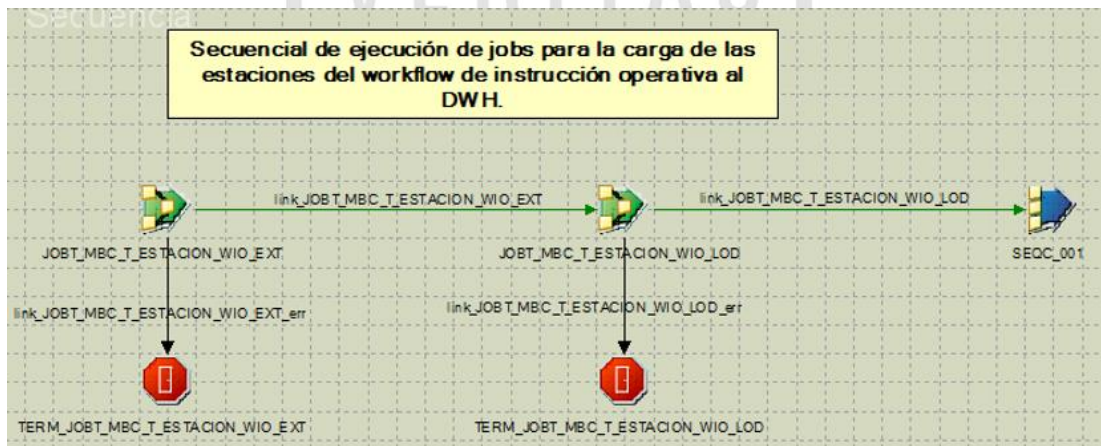 Secuencia
Secuencial de ejecución de jobs para la carga de las
estaciones del workflow de instrucción operativa al
DWH.
link_JOBT_MBC_T_ESTACION_WIO_EXT
link_JOBT_MBC_T_ESTACION_WIO_LOD
JOBT_MBC_T_ESTACION_WIO_EXT
JOBT_MBC_T_ESTACION_WIO_LOD
SEQC_001
link_JOBT_MBC_T_ESTACION_WIO_EXT_err
link_JOBT_MBC_T_ESTACION_WIO_LOD_err
TERM_JOBT_MBC_T_ESTACION_WIO_EXT
TERM_JOBT_MBC_T_ESTACION_WIO_LOD